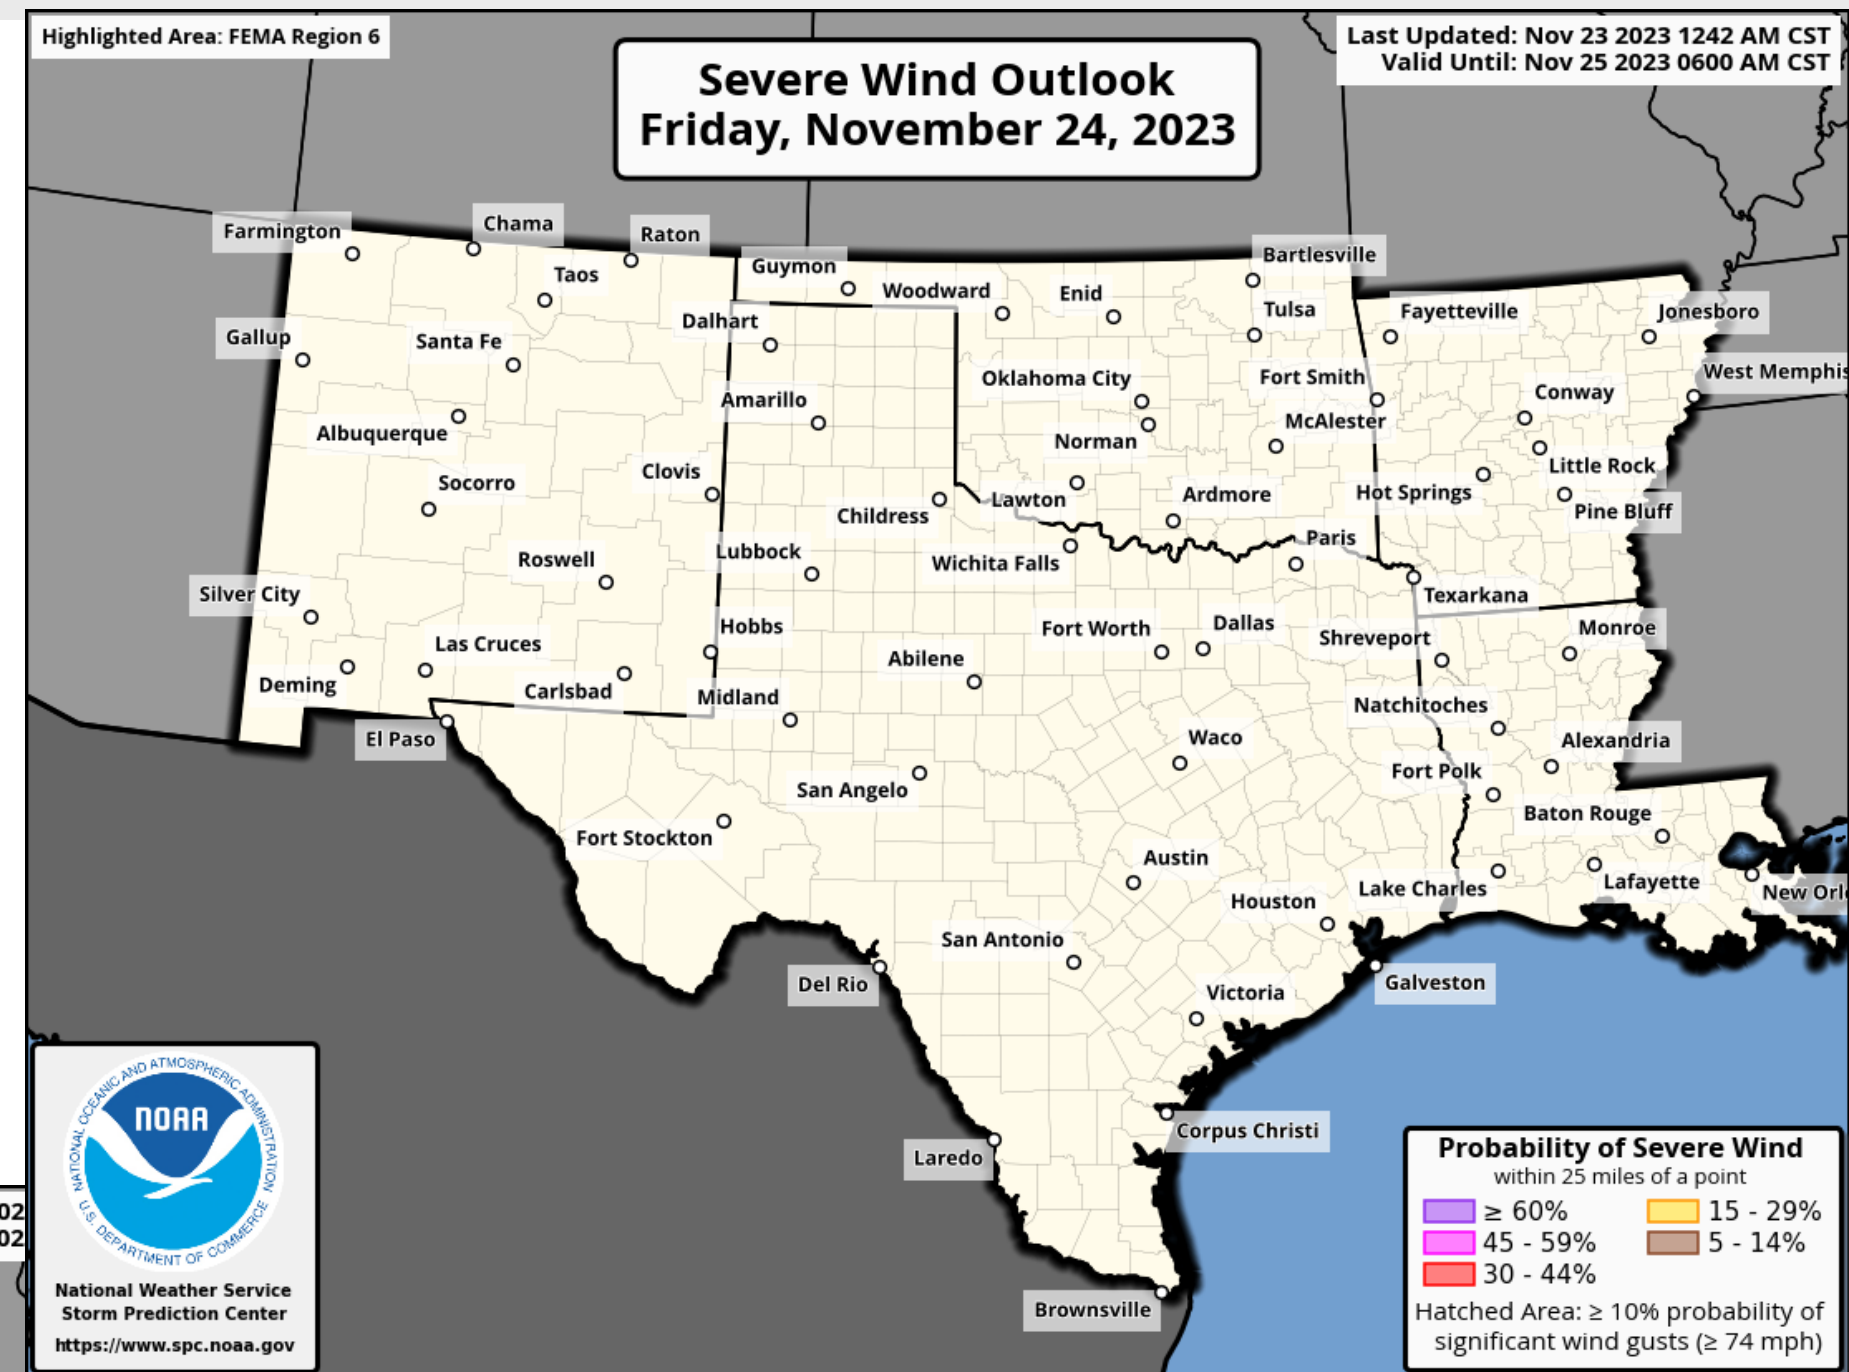 Highlighted Area: FEMA Region 6
Last Updated: Nov 23 2023 1242 AM CST
Valid Until: Nov 25 2023 0600 AM CST
Severe Wind Outlook
Friday, November 24, 2023
Farmington
Chama
Raton
Taos
Guymon
Woodward
Enid
Bartlesville
Tulsa
Fayetteville
Jonesboro
Gallup
Santa Fe
Dalhart
Oklahoma City
Fort Smith
West Memphis
Conway
Amarillo
Albuquerque
Norman
McAlester
Little Rock
Socorro
Clovis
Childress
Lawton
Ardmore
Hot Springs
Pine Bluff
Roswell
Lubbock
Wichita Falls
Paris
Silver City
Texarkana
Las Cruces
Hobbs
Fort Worth
Dallas
Shreveport
Monroe
Deming
Carlsbad
Midland
Abilene
Natchitoches
El Paso
Waco
Alexandria
San Angelo
Fort Polk
Fort Stockton
Baton Rouge
Austin
Lake Charles
Lafayette
Houston
New Orl
San Antonio
Del Rio
Victoria
Galveston
Corpus Christi
Laredo
Brownsville
02
02
NATIONAL OCEANIC AND ATMOSPHERIC ADMINISTRATION
NOAA
U.S. DEPARTMENT OF COMMERCE
National Weather Service
Storm Prediction Center
https://www.spc.noaa.gov
Probability of Severe Wind
within 25 miles of a point
≥ 60% 15 - 29%
45 - 59% 5 - 14%
30 - 44%
Hatched Area: ≥ 10% probability of
significant wind gusts (≥ 74 mph)